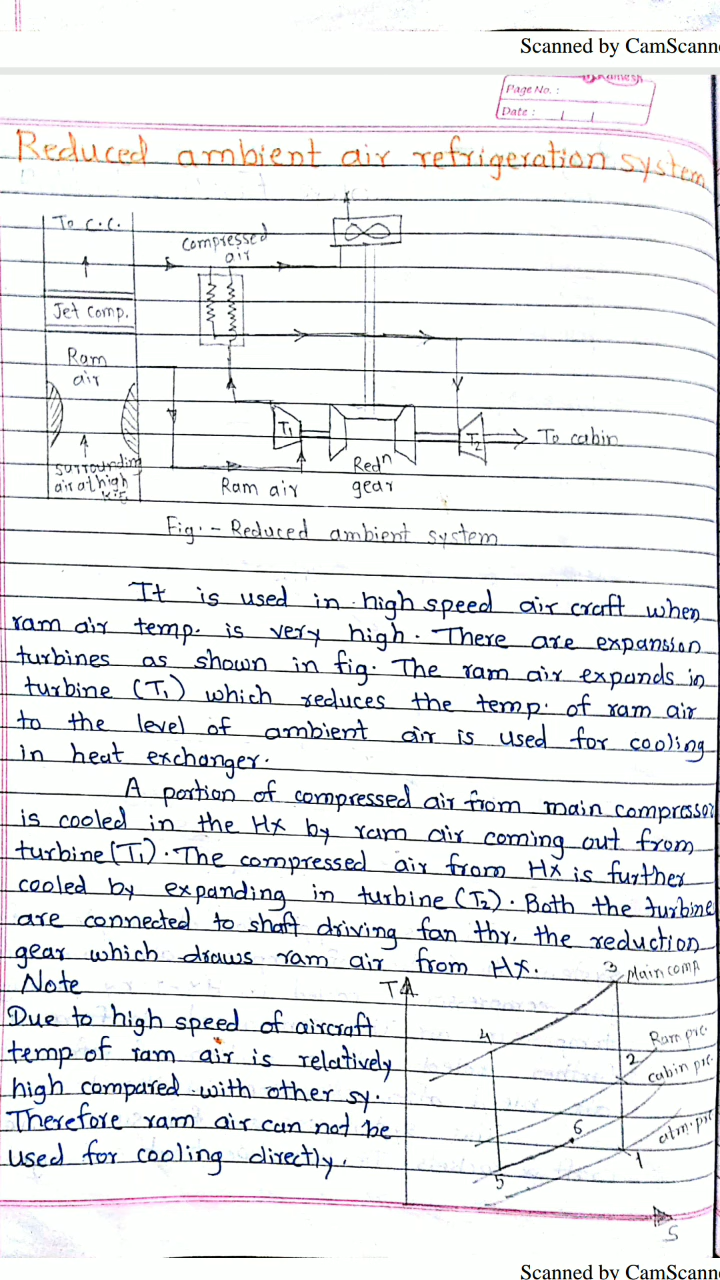 Scanned by CamScann
Page No. :
Date :
Reduced ambient air refrigeration system
To C.C.
Compressed
air
Jet Comp.
Ram
air
T1
T2
To cabin
surrounding
air at high
Ram air
Redn
gear
Fig. - Reduced ambient system
It is used in high speed air craft when
ram air temp. is very high. There are expansion
turbines as shown in fig. The ram air expands in
turbine (T1) which reduces the temp. of ram air
to the level of ambient air is used for cooling
in heat exchanger.
A portion of compressed air from main compressor
is cooled in the Hx by ram air coming out from
turbine (T1). The compressed air from Hx is further
cooled by expanding in turbine (T2). Both the turbine
are connected to shaft driving fan thr. the reduction
gear which draws ram air from Hx.
Note
Due to high speed of aircraft
temp of ram air is relatively
high compared with other sy.
Therefore ram air can not be
used for cooling directly.
T
3 Main comp
4
Ram prc.
2
cabin prc.
6
atm. prc
1
5
S
Scanned by CamScann